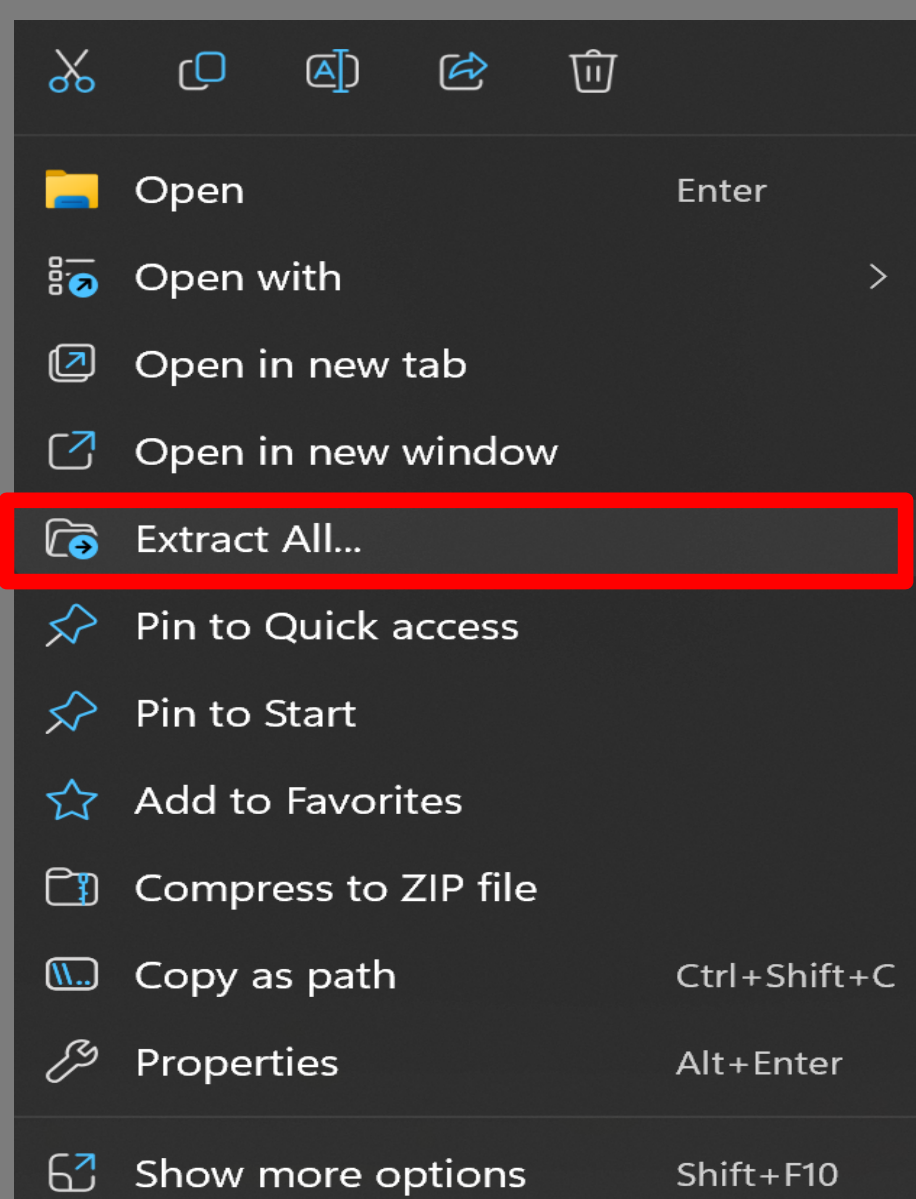 Open Enter
Open with
Open in new tab
Open in new window
Extract All...
Pin to Quick access
Pin to Start
Add to Favorites
Compress to ZIP file
Copy as path Ctrl+Shift+C
Properties Alt+Enter
Show more options Shift+F10